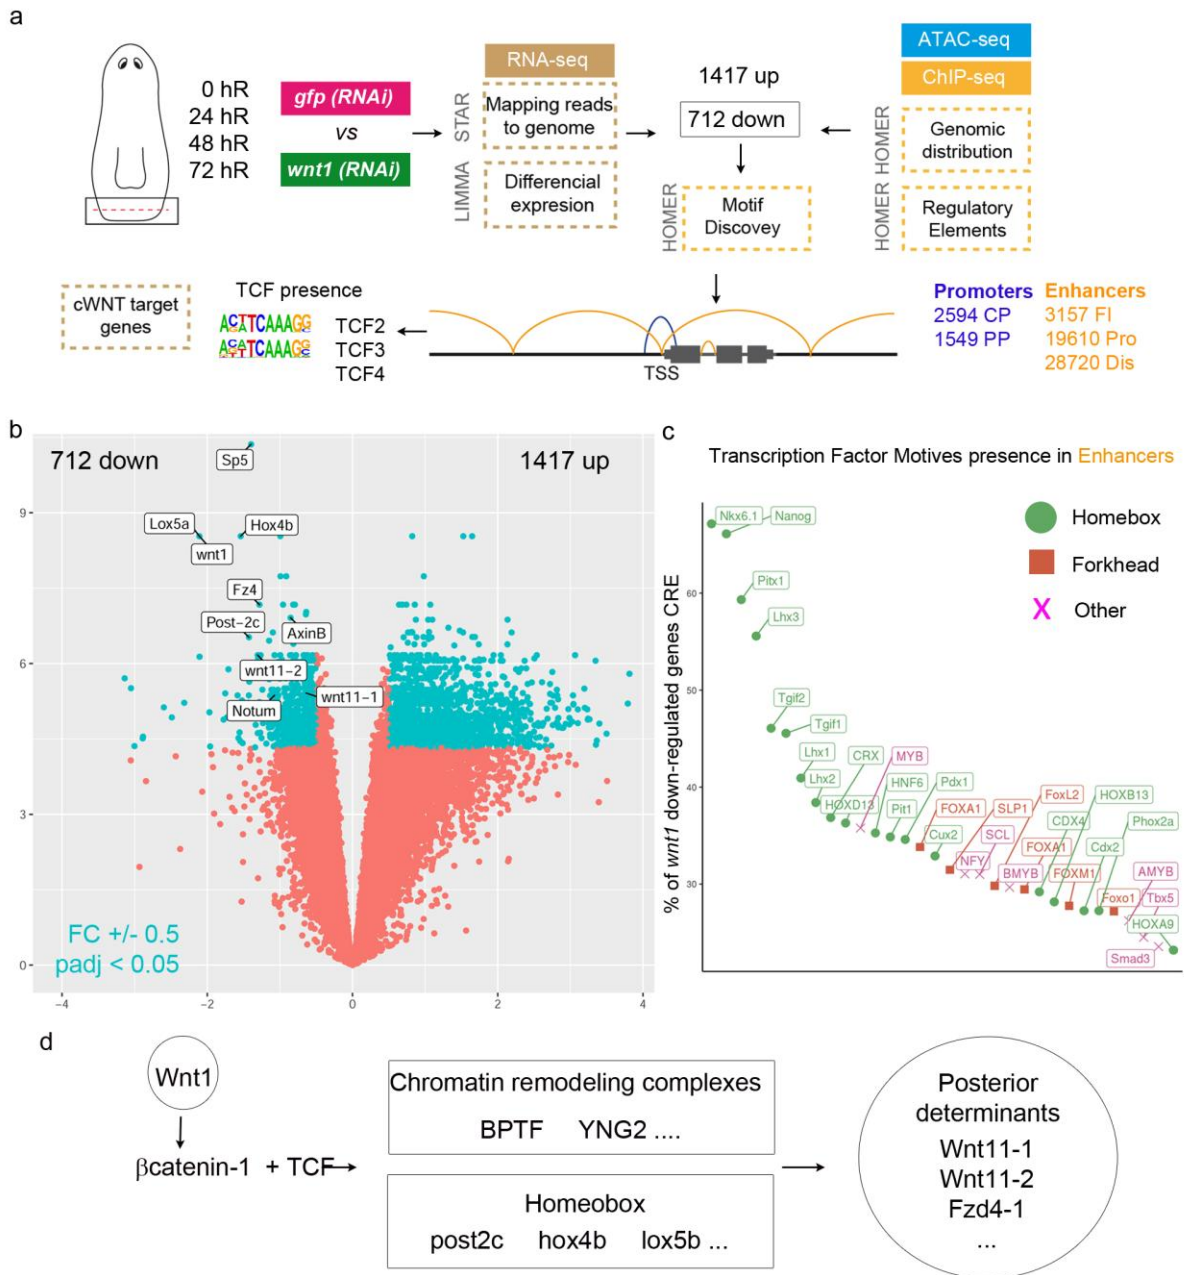 a
0 hR
24 hR
48 hR
72 hR
gfp (RNAi)
vs
wnt1 (RNAi)
STAR
LIMMA
RNA-seq
Mapping reads
to genome
Differencial
expresion
1417 up
712 down
HOMER
Motif
Discovey
HOMER
HOMER
ATAC-seq
ChIP-seq
Genomic
distribution
Regulatory
Elements
cWNT target
genes
TCF presence
TCAAAG
TCAAAG
TCF2
TCF3
TCF4
TSS
Promoters
2594 CP
1549 PP
Enhancers
3157 FI
19610 Pro
28720 Dis
b
712 down
1417 up
Sp5
Lox5a
Hox4b
wnt1
Fz4
Post-2c
AxinB
wnt11-2
wnt11-1
Notum
FC +/- 0.5
padj < 0.05
9
6
3
0
-4
-2
0
2
4
c
Transcription Factor Motives presence in Enhancers
Homebox
Forkhead
X Other
% of wnt1 down-regulated genes CRE
60
50
40
30
Nkx6.1
Nanog
Pitx1
Lhx3
Tgif2
Tgif1
Lhx1
CRX
MYB
Lhx2
HNF6
Pdx1
HOXD13
Pit1
FOXA1
SLP1
FoxL2
HOXB13
Cux2
SCL
CDX4
Phox2a
NFY
FOXA1
Cdx2
BMYB
FOXM1
AMYB
Foxo1
Tbx5
HOXA9
Smad3
d
Wnt1
βcatenin-1 + TCF
Chromatin remodeling complexes
BPTF YNG2 ....
Homeobox
post2c hox4b lox5b ...
Posterior
determinants
Wnt11-1
Wnt11-2
Fzd4-1
...